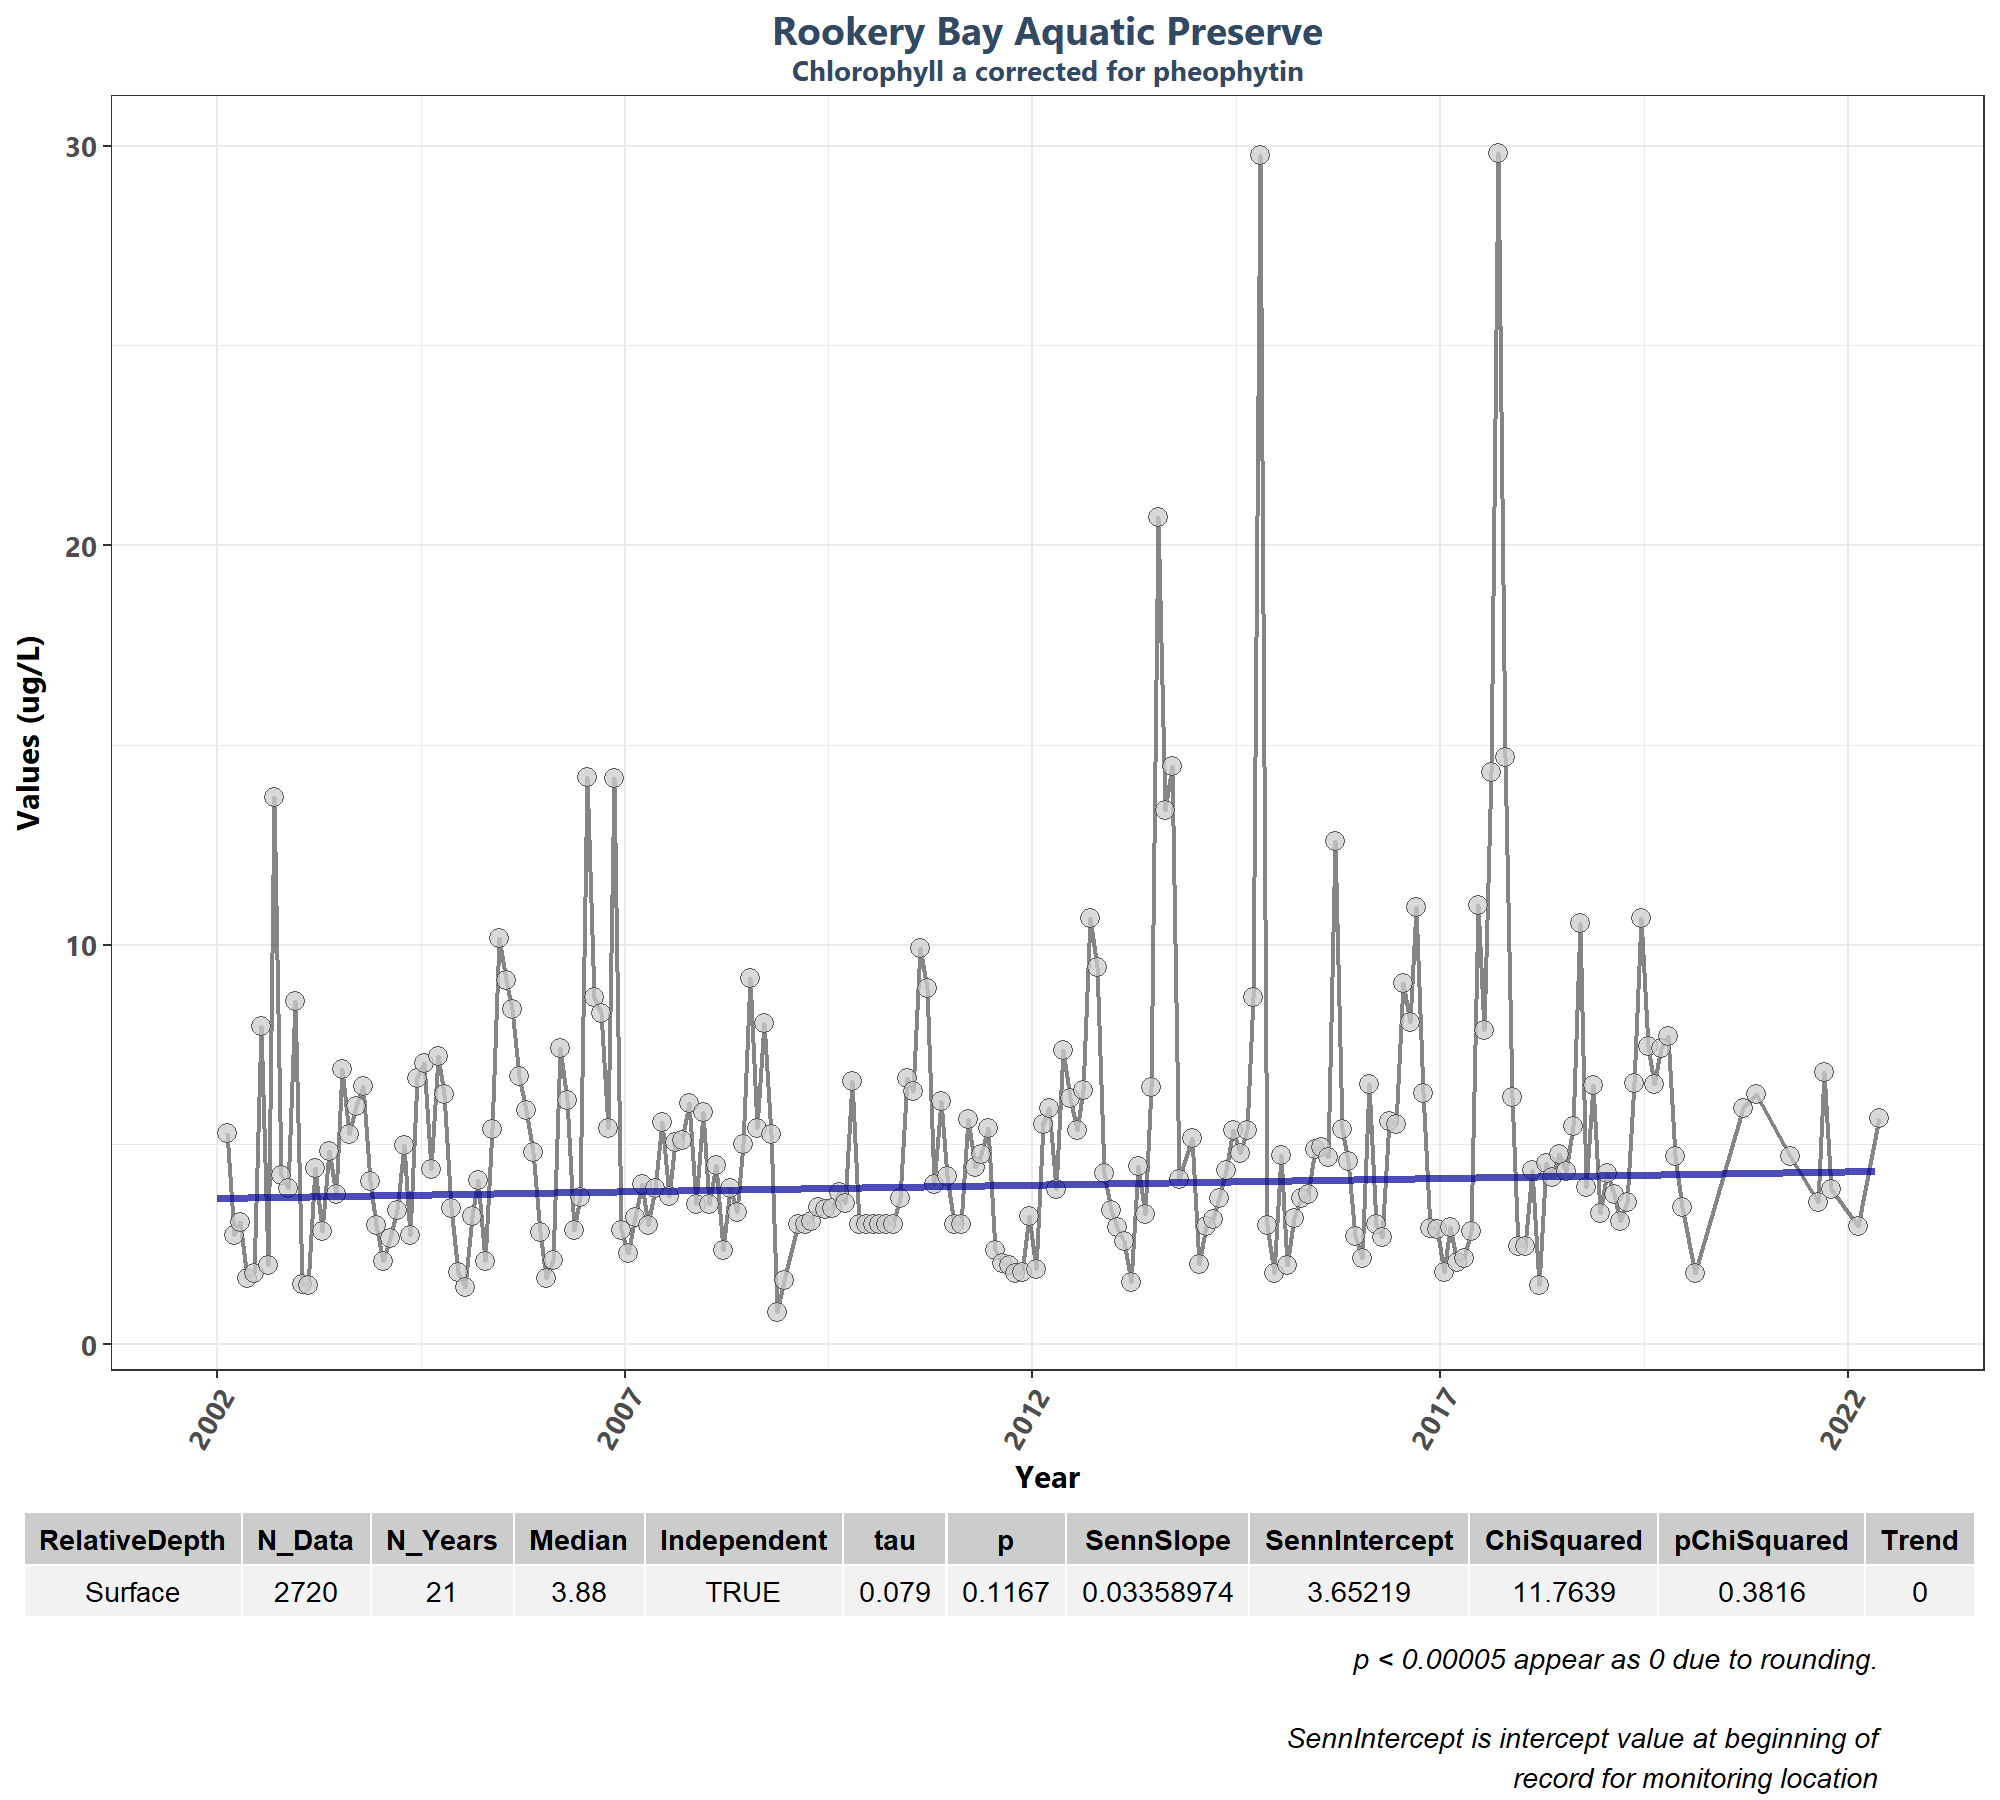 Rookery Bay Aquatic Preserve
Chlorophyll a corrected for pheophytin
Values (ug/L)
30
20
10
0
2002 2007 2012 2017 2022
Year
RelativeDepth N_Data N_Years Median Independent tau p SennSlope SennIntercept ChiSquared pChiSquared Trend
Surface 2720 21 3.88 TRUE 0.079 0.1167 0.03358974 3.65219 11.7639 0.3816 0
p < 0.00005 appear as 0 due to rounding.
SennIntercept is intercept value at beginning of
record for monitoring location